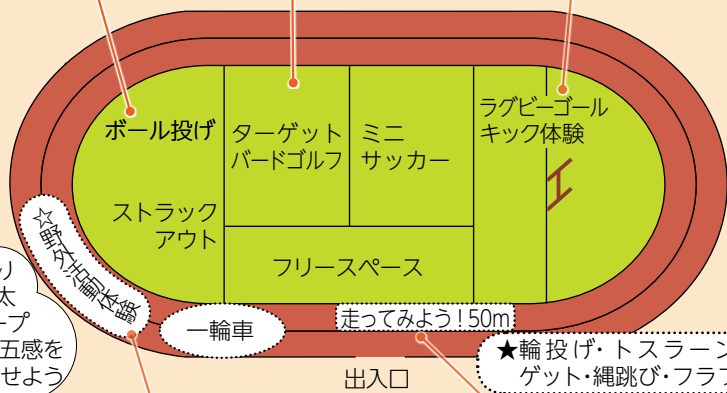 ボール投げ
ストラック
アウト
ターゲット
バードゴルフ
ミニ
サッカー
ラグビーゴール
キック体験
フリースペース
☆野外活動体験
一輪車
走ってみよう!50m
出入口
リ
太
ープ
五感を
せよう
★輪投げ・トスラーン
ゲット・縄跳び・フラフ